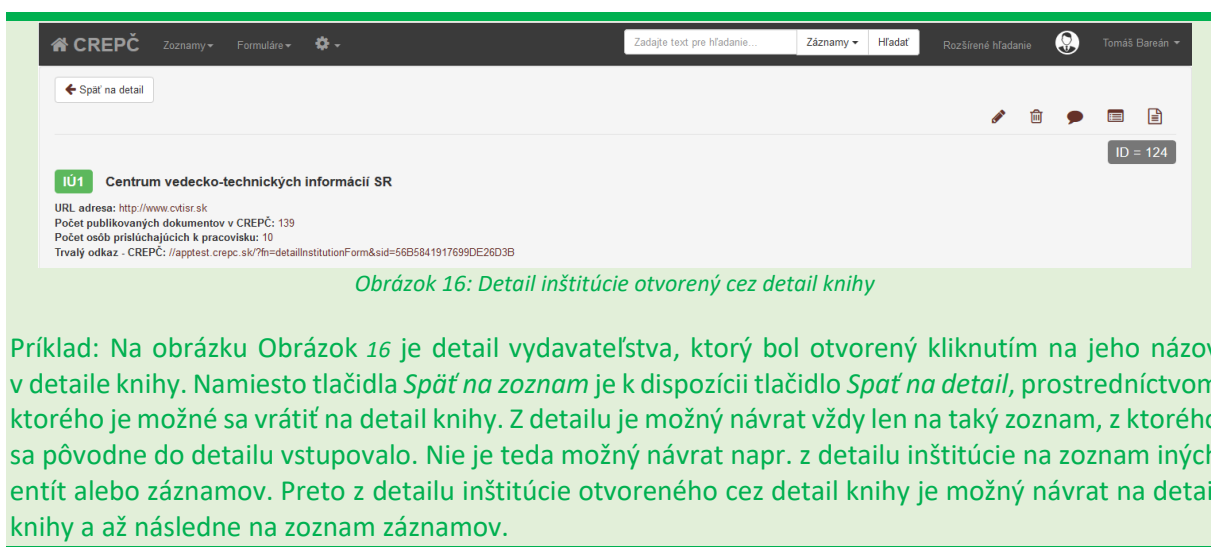 CREPČ Zoznamy Formuláre Zadajte text pre hľadanie... Záznamy Hľadať Rozšírené hľadanie Tomáš Bareán
Späť na detail
ID = 124
IÚ1 Centrum vedecko-technických informácií SR
URL adresa: http://www.cvtisr.sk
Počet publikovaných dokumentov v CREPČ: 139
Počet osôb prislúchajúcich k pracovisku: 10
Trvalý odkaz - CREPČ: //apptest.crepc.sk/?fn=detailInstitutionForm&sid=56B5841917699DE26D3B
Obrázok 16: Detail inštitúcie otvorený cez detail knihy
Príklad: Na obrázku Obrázok 16 je detail vydavateľstva, ktorý bol otvorený kliknutím na jeho názov
v detaile knihy. Namiesto tlačidla Späť na zoznam je k dispozícii tlačidlo Spať na detail, prostredníctvom
ktorého je možné sa vrátiť na detail knihy. Z detailu je možný návrat vždy len na taký zoznam, z ktorého
sa pôvodne do detailu vstupovalo. Nie je teda možný návrat napr. z detailu inštitúcie na zoznam iných
entít alebo záznamov. Preto z detailu inštitúcie otvoreného cez detail knihy je možný návrat na detai
knihy a až následne na zoznam záznamov.